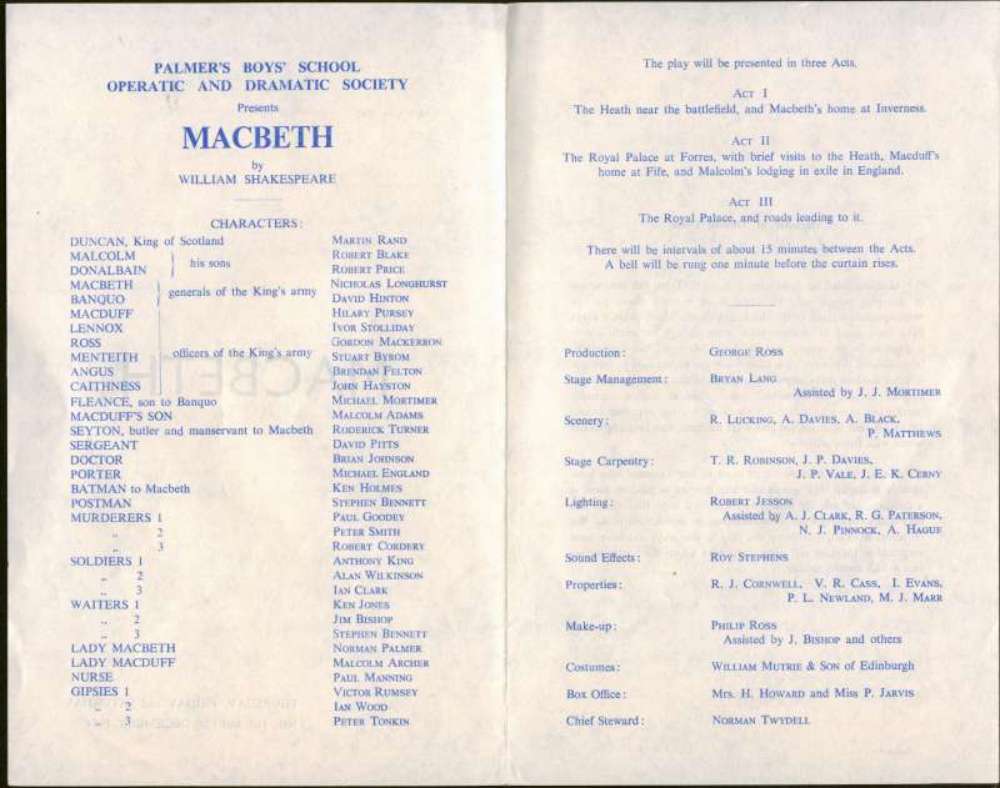 PALMER'S BOYS' SCHOOL
OPERATIC AND DRAMATIC SOCIETY
Presents
MACBETH
by
WILLIAM SHAKESPEARE
CHARACTERS:
DUNCAN, King of Scotland MARTIN RAND
MALCOLM ROBERT BLAKE
his sons
DONALBAIN ROBERT PRICE
MACBETH NICHOLAS LONGHURST
generals of the King's army
BANQUO DAVID HINTON
MACDUFF HILARY PURSEY
LENNOX IVOR STOLLIDAY
ROSS GORDON MACKERRON
MENTEITH officers of the King's army STUART BYROM
ANGUS BRENDAN FELTON
CAITHNESS JOHN HAYSTON
FLEANCE, son to Banquo MICHAEL MORTIMER
MACDUFF'S SON MALCOLM ADAMS
SEYTON, butler and manservant to Macbeth RODERICK TURNER
SERGEANT DAVID PITTS
DOCTOR BRIAN JOHNSON
PORTER MICHAEL ENGLAND
BATMAN to Macbeth KEN HOLMES
POSTMAN STEPHEN BENNETT
MURDERERS 1 PAUL GOODEY
„ 2 PETER SMITH
„ 3 ROBERT CORDERY
SOLDIERS 1 ANTHONY KING
„ 2 ALAN WILKINSON
„ 3 IAN CLARK
WAITERS 1 KEN JONES
„ 2 JIM BISHOP
„ 3 STEPHEN BENNETT
LADY MACBETH NORMAN PALMER
LADY MACDUFF MALCOLM ARCHER
NURSE PAUL MANNING
GIPSIES 1 VICTOR RUMSEY
„ 2 IAN WOOD
„ 3 PETER TONKIN
The play will be presented in three Acts.
ACT I
The Heath near the battlefield, and Macbeth's home at Inverness.
ACT II
The Royal Palace at Forres, with brief visits to the Heath, Macduff's
home at Fife, and Malcolm's lodging in exile in England.
ACT III
The Royal Palace, and roads leading to it.
There will be intervals of about 15 minutes between the Acts.
A bell will be rung one minute before the curtain rises.
Production: GEORGE ROSS
Stage Management: BRYAN LANG
Assisted by J. J. MORTIMER
Scenery: R. LUCKING, A. DAVIES, A. BLACK,
P. MATTHEWS
Stage Carpentry: T. R. ROBINSON, J. P. DAVIES,
J. P. VALE, J. E. K. CERNY
Lighting: ROBERT JESSON
Assisted by A. J. CLARK, R. G. PATERSON,
N. J. PINNOCK, A. HAGUE
Sound Effects: ROY STEPHENS
Properties: R. J. CORNWELL, V. R. CASS, I. EVANS,
P. L. NEWLAND, M. J. MARR
Make-up: PHILIP ROSS
Assisted by J. BISHOP and others
Costumes: WILLIAM MUTRIE & SON of Edinburgh
Box Office: Mrs. H. HOWARD and Miss P. JARVIS
Chief Steward: NORMAN TWYDELL